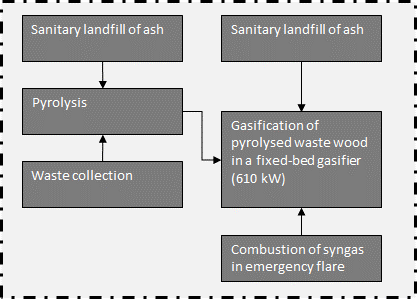 Sanitary landfill of ash
Sanitary landfill of ash
Pyrolysis
Gasification of
pyrolysed waste wood
in a fixed-bed gasifier
(610 kW)
Waste collection
Combustion of syngas
in emergency flare